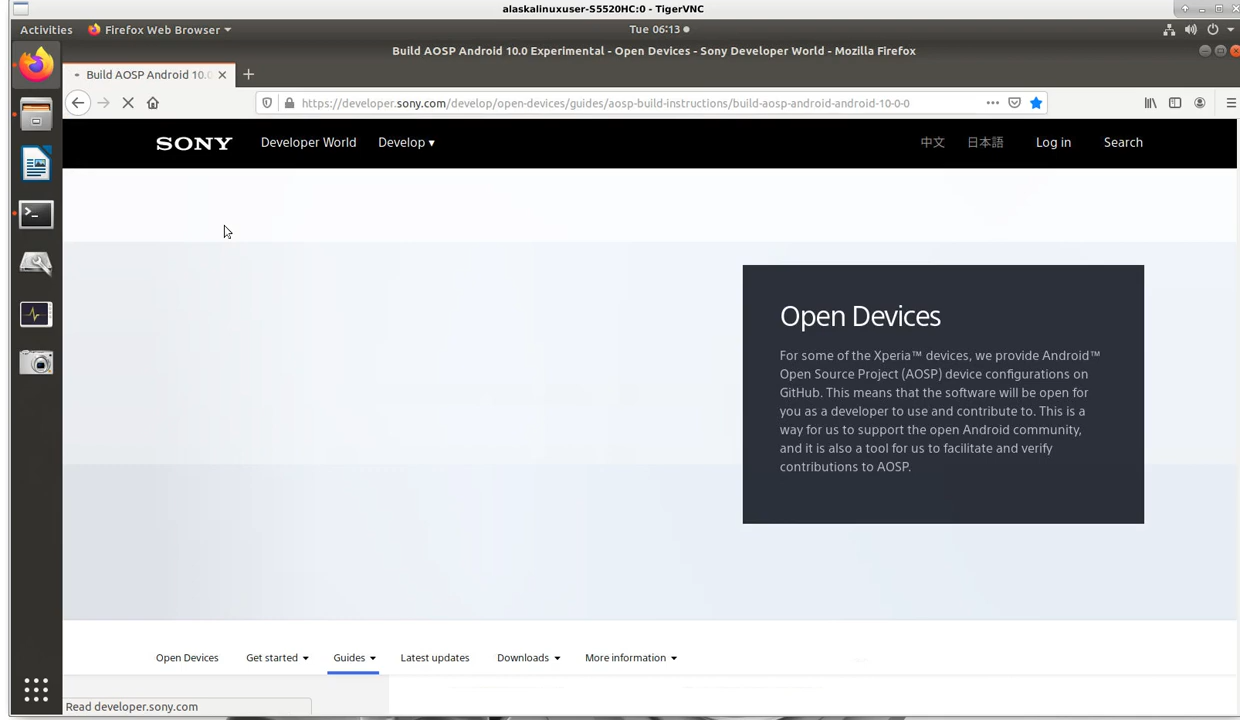 alaskalinuxuser-S5520HC:0 - TigerVNC
Activities Firefox Web Browser Tue 06:13
Build AOSP Android 10.0 Experimental - Open Devices - Sony Developer World - Mozilla Firefox
Build AOSP Android 10.0
https://developer.sony.com/develop/open-devices/guides/aosp-build-instructions/build-aosp-android-android-10-0-0
SONY Developer World Develop 中文 日本語 Log in Search
Open Devices
For some of the Xperia™ devices, we provide Android™
Open Source Project (AOSP) device configurations on
GitHub. This means that the software will be open for
you as a developer to use and contribute to. This is a
way for us to support the open Android community,
and it is also a tool for us to facilitate and verify
contributions to AOSP.
Open Devices Get started Guides Latest updates Downloads More information
Read developer.sony.com